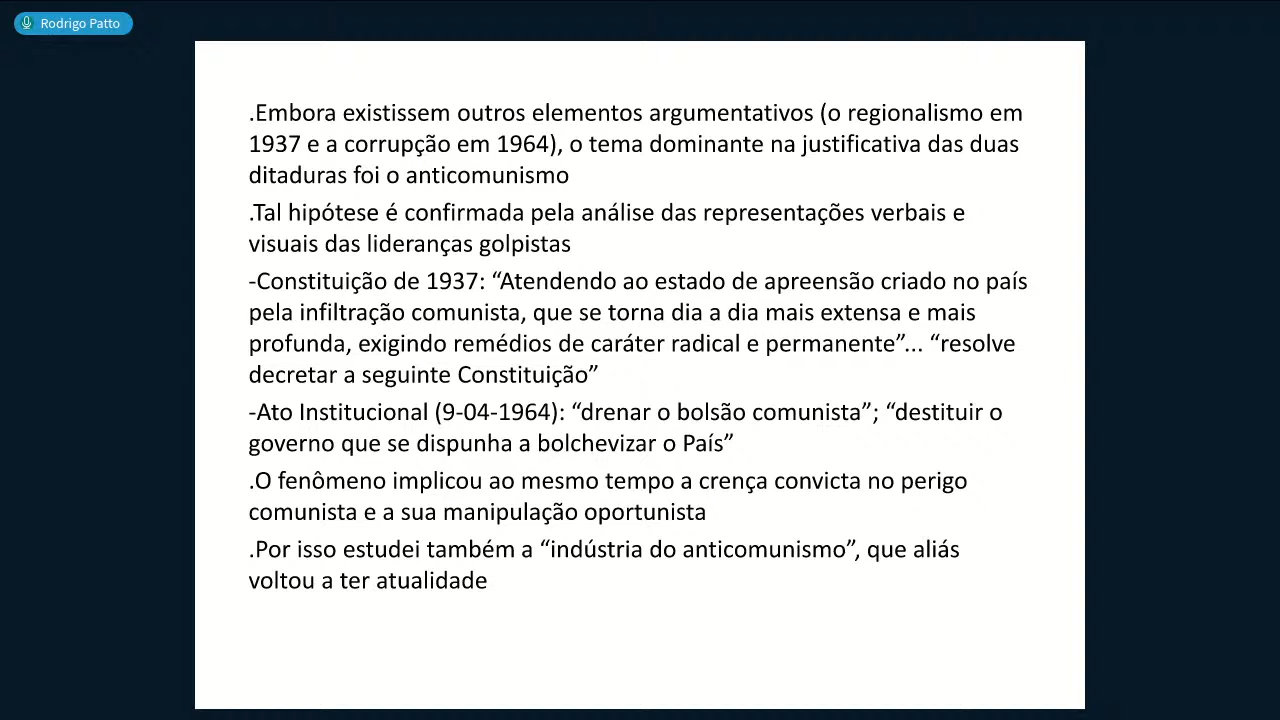 Rodrigo Patto
.Embora existissem outros elementos argumentativos (o regionalismo em
1937 e a corrupção em 1964), o tema dominante na justificativa das duas
ditaduras foi o anticomunismo
.Tal hipótese é confirmada pela análise das representações verbais e
visuais das lideranças golpistas
-Constituição de 1937: “Atendendo ao estado de apreensão criado no país
pela infiltração comunista, que se torna dia a dia mais extensa e mais
profunda, exigindo remédios de caráter radical e permanente”... “resolve
decretar a seguinte Constituição”
-Ato Institucional (9-04-1964): “drenar o bolsão comunista”; “destituir o
governo que se dispunha a bolchevizar o País”
.O fenômeno implicou ao mesmo tempo a crença convicta no perigo
comunista e a sua manipulação oportunista
.Por isso estudei também a “indústria do anticomunismo”, que aliás
voltou a ter atualidade